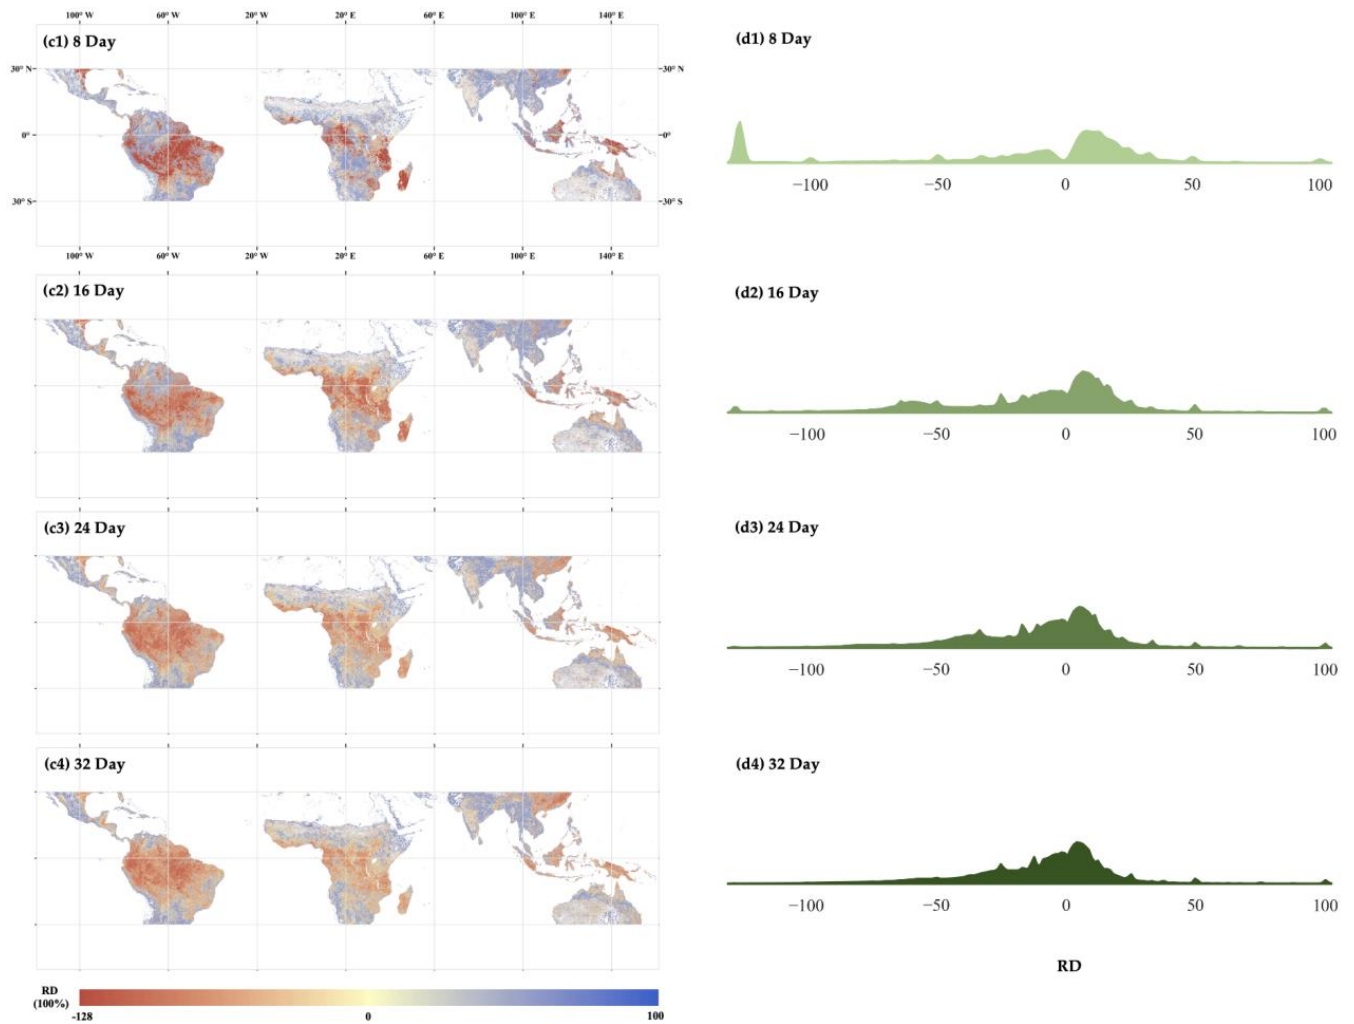 100° W 60° W 20° W 20° E 60° E 100° E 140° E
(c1) 8 Day
30° N 30° N
0° 0°
30° S 30° S
100° W 60° W 20° W 20° E 60° E 100° E 140° E
(d1) 8 Day
−100 −50 0 50 100
(c2) 16 Day
(d2) 16 Day
−100 −50 0 50 100
(c3) 24 Day
(d3) 24 Day
−100 −50 0 50 100
(c4) 32 Day
(d4) 32 Day
−100 −50 0 50 100
RD
RD
(100%)
-128 0 100